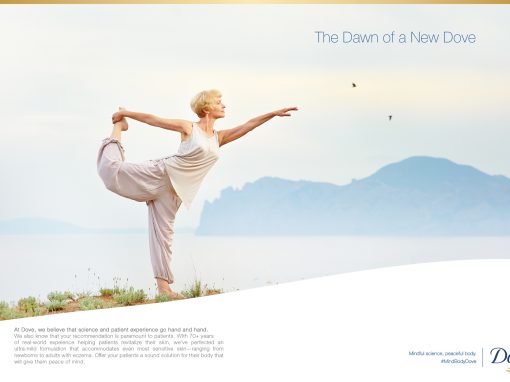 The Dawn of a New Dove
At Dove, we believe that science and patient experience go hand and hand.
We also know that your recommendation is paramount to patients. With 70+ years
of real-world experience helping patients revitalize their skin, we've perfected an
ultra-mild formulation that accommodates even most sensitive skin—ranging from
newborns to adults with eczema. Offer your patients a sound solution for their body that
will give them peace of mind.
Mindful science, peaceful body.
#MindBodyDove
Do